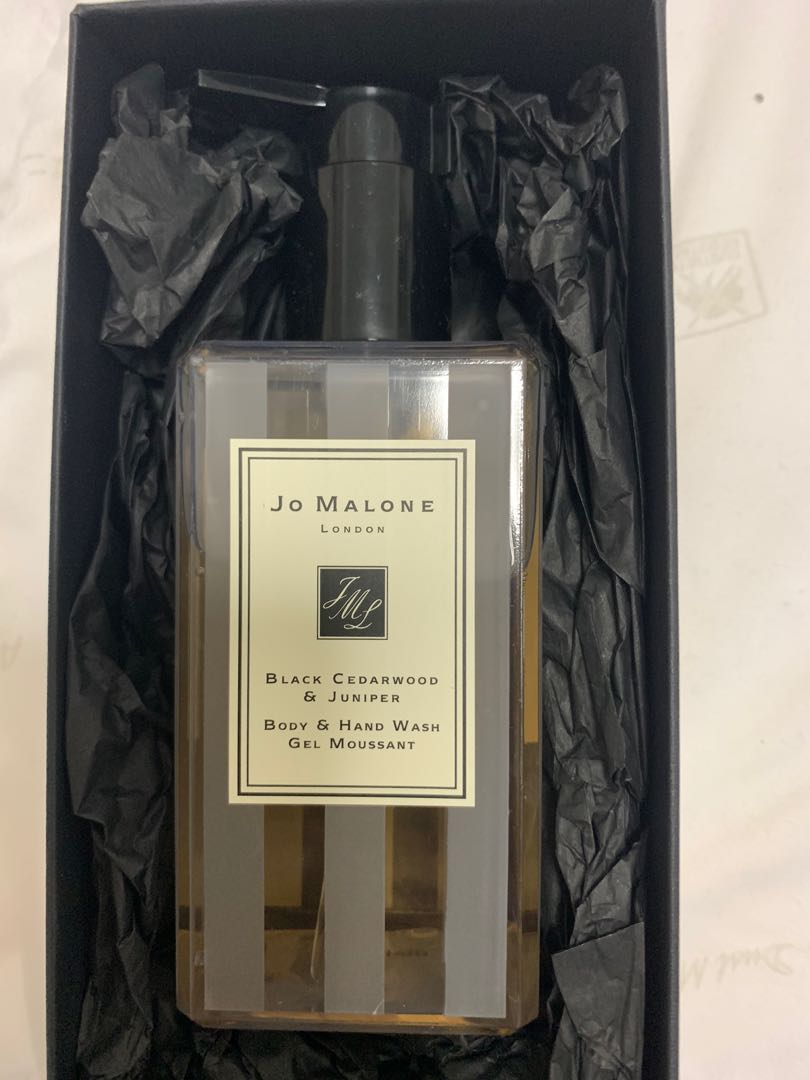 Jo Malone
London
JML
Black Cedarwood
& Juniper
Body & Hand Wash
Gel Moussant